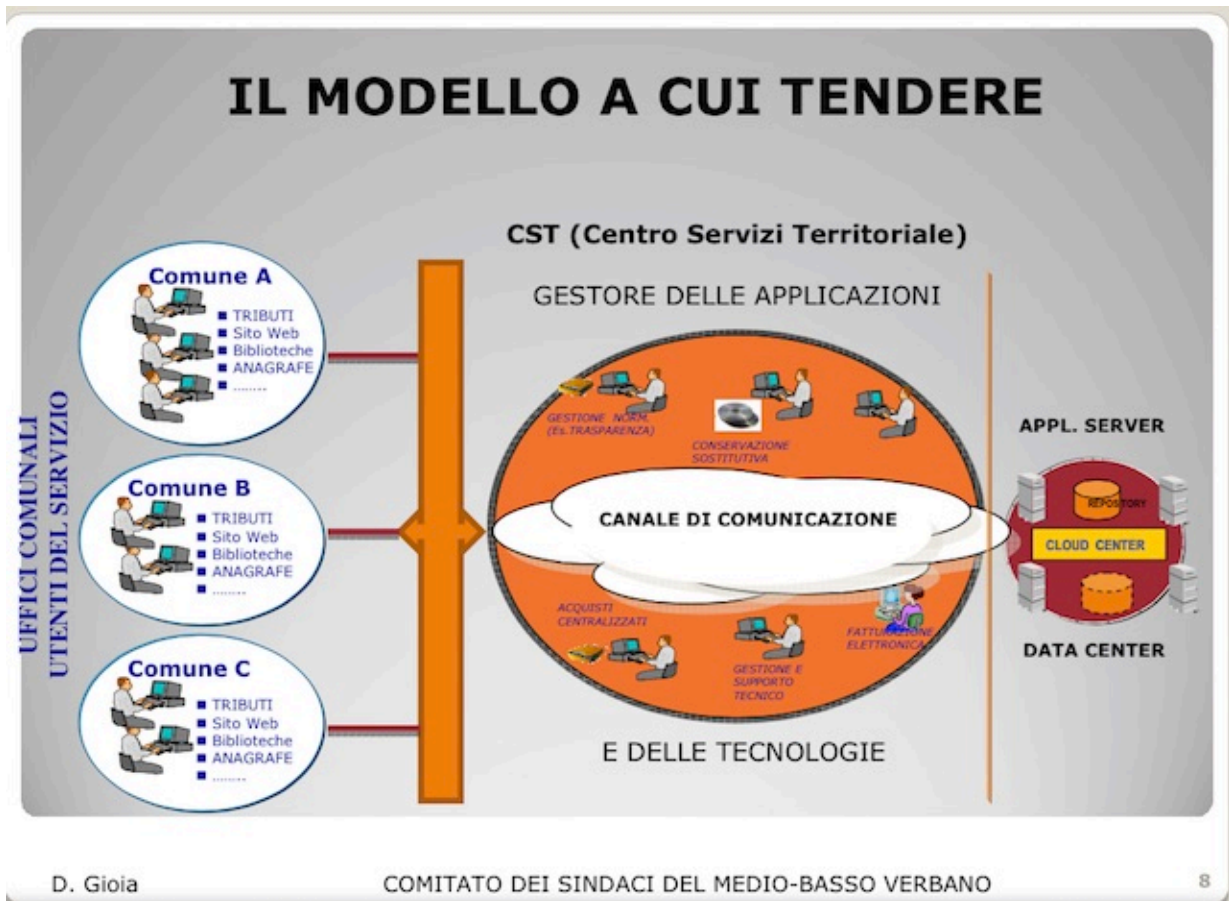 IL MODELLO A CUI TENDERE
UFFICI COMUNALI
UTENTI DEL SERVIZIO
Comune A
■ TRIBUTI
■ Sito Web
■ Biblioteche
■ ANAGRAFE
■ ........
Comune B
■ TRIBUTI
■ Sito Web
■ Biblioteche
■ ANAGRAFE
■ ........
Comune C
■ TRIBUTI
■ Sito Web
■ Biblioteche
■ ANAGRAFE
■ ........
CST (Centro Servizi Territoriale)
GESTORE DELLE APPLICAZIONI
GESTIONE NORM.
(Es.TRASPARENZA)
CONSERVAZIONE
SOSTITUTIVA
CANALE DI COMUNICAZIONE
ACQUISTI
CENTRALIZZATI
GESTIONE E
SUPPORTO
TECNICO
FATTURAZIONE
ELETTRONICA
E DELLE TECNOLOGIE
APPL. SERVER
REPOSITORY
CLOUD CENTER
DATA CENTER
D. Gioia
COMITATO DEI SINDACI DEL MEDIO-BASSO VERBANO
8